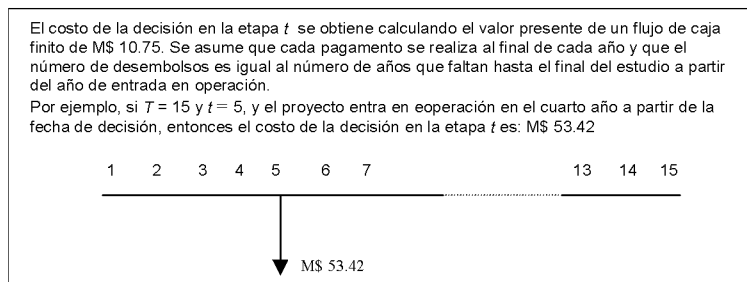 El costo de la decisión en la etapa t se obtiene calculando el valor presente de un flujo de caja
finito de M$ 10.75. Se asume que cada pagamento se realiza al final de cada año y que el
número de desembolsos es igual al número de años que faltan hasta el final del estudio a partir
del año de entrada en operación.
Por ejemplo, si T = 15 y t = 5, y el proyecto entra en eoperación en el cuarto año a partir de la
fecha de decisión, entonces el costo de la decisión en la etapa t es: M$ 53.42
1 2 3 4 5 6 7 13 14 15
M$ 53.42